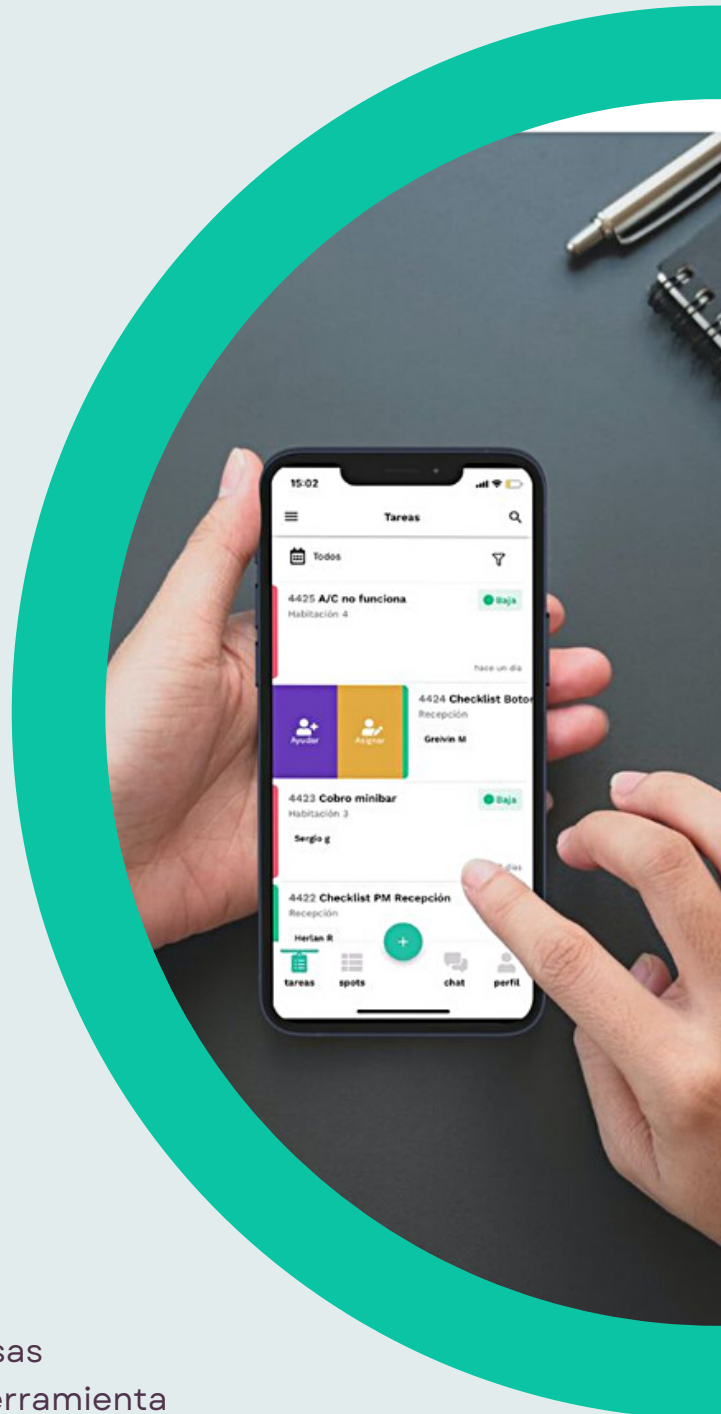 15:02
Tareas
Todos
4425 A/C no funciona
Baja
Habitación 4
hace un día
4424 Checklist Boto
Recepción
Ayudar
Asignar
Greivin M
4423 Cobro minibar
Baja
Habitación 3
Sergio g
días
4422 Checklist PM Recepción
Recepción
Herlan R
+
tareas
spots
chat
perfil
sas
erramienta